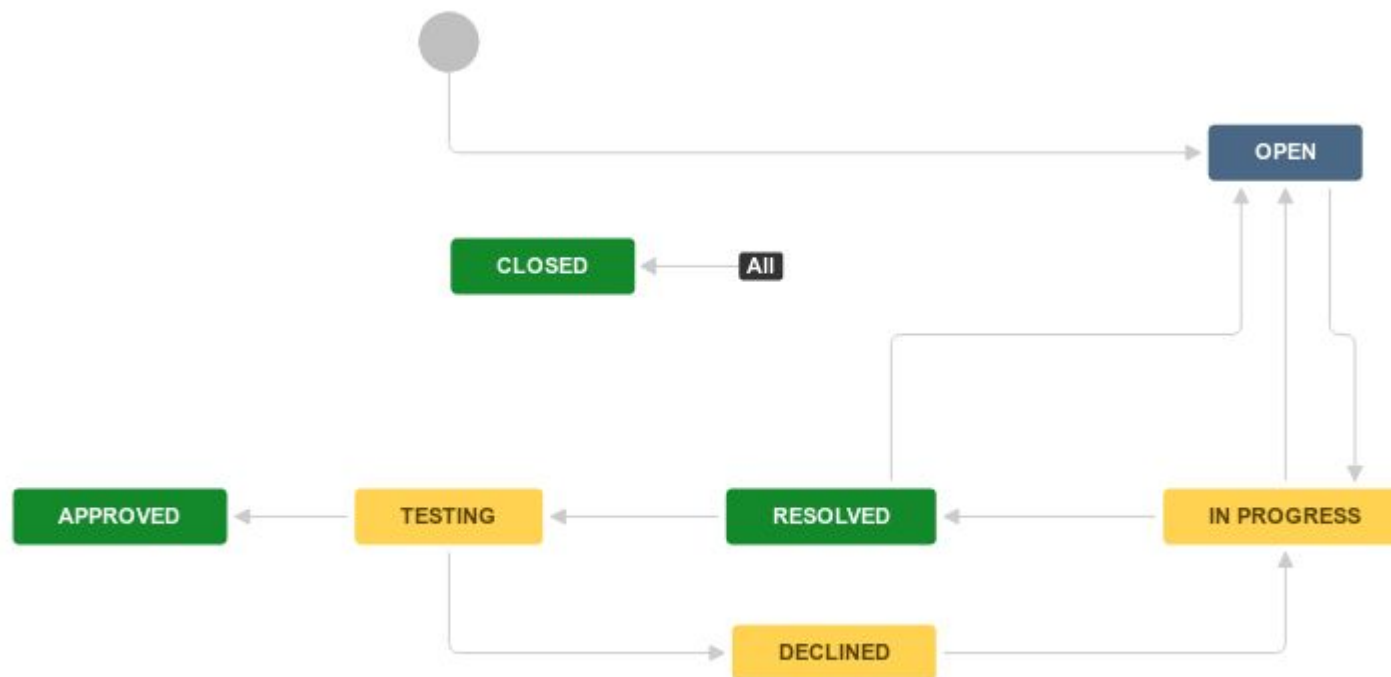 OPEN
CLOSED
All
APPROVED
TESTING
RESOLVED
IN PROGRESS
DECLINED